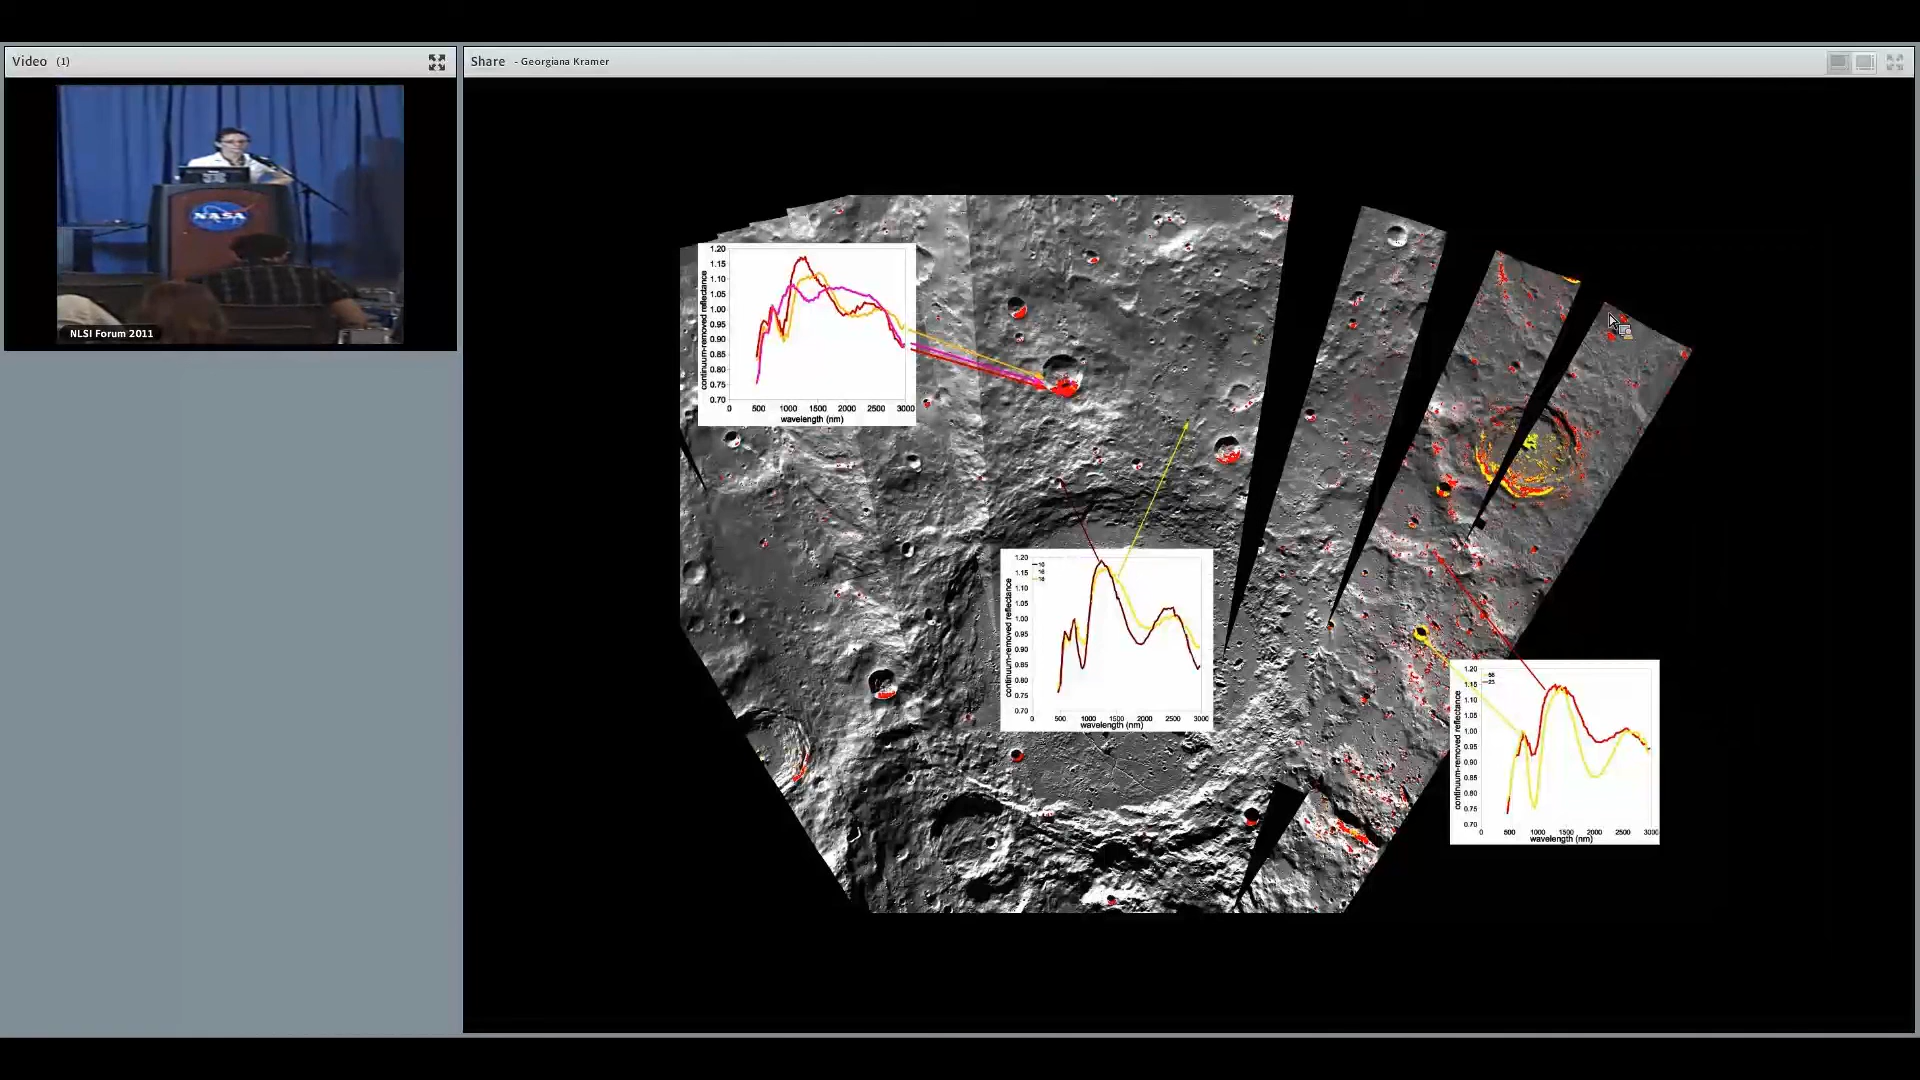 Video (1)
Share - Georgiana Kramer
NASA
NLSI Forum 2011
1.20
1.15
1.10
1.05
1.00
0.95
0.90
0.85
0.80
0.75
0.70
0 500 1000 1500 2000 2500 3000
wavelength (nm)
continuum-removed reflectance
1.20
1.15
1.10
1.05
1.00
0.95
0.90
0.85
0.80
0.75
0.70
0 500 1000 1500 2000 2500 3000
wavelength (nm)
continuum-removed reflectance
1.20
1.15
1.10
1.05
1.00
0.95
0.90
0.85
0.80
0.75
0.70
0 500 1000 1500 2000 2500 3000
wavelength (nm)
continuum-removed reflectance